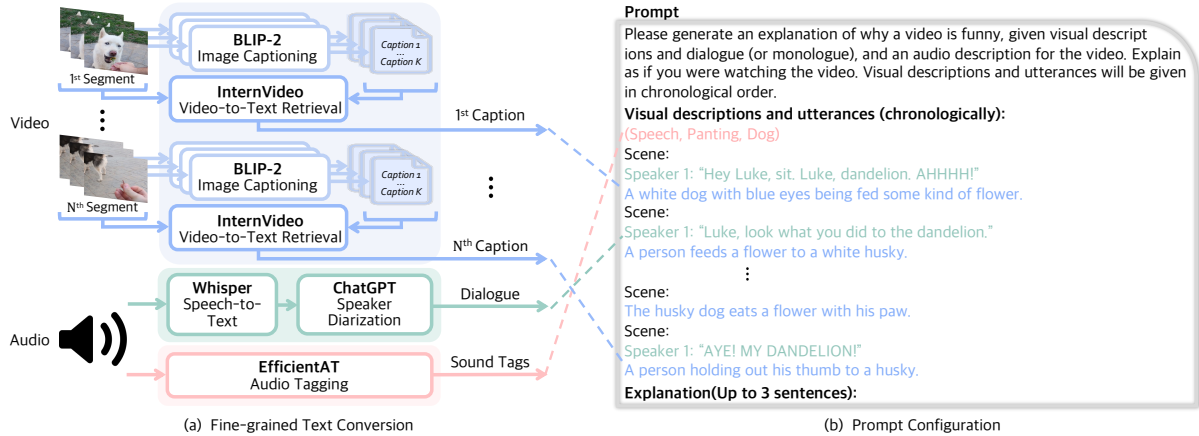 Video
1st Segment
BLIP-2
Image Captioning
Caption 1
...
Caption K
InternVideo
Video-to-Text Retrieval
1st Caption
Nth Segment
BLIP-2
Image Captioning
Caption 1
...
Caption K
InternVideo
Video-to-Text Retrieval
Nth Caption
Audio
Whisper
Speech-to-
Text
ChatGPT
Speaker
Diarization
Dialogue
EfficientAT
Audio Tagging
Sound Tags
(a) Fine-grained Text Conversion
Prompt
Please generate an explanation of why a video is funny, given visual descript
ions and dialogue (or monologue), and an audio description for the video. Explain
as if you were watching the video. Visual descriptions and utterances will be given
in chronological order.
Visual descriptions and utterances (chronologically):
(Speech, Panting, Dog)
Scene:
Speaker 1: “Hey Luke, sit. Luke, dandelion. AHHHH!”
A white dog with blue eyes being fed some kind of flower.
Scene:
Speaker 1: “Luke, look what you did to the dandelion.”
A person feeds a flower to a white husky.
Scene:
The husky dog eats a flower with his paw.
Scene:
Speaker 1: “AYE! MY DANDELION!”
A person holding out his thumb to a husky.
Explanation(Up to 3 sentences):
(b) Prompt Configuration